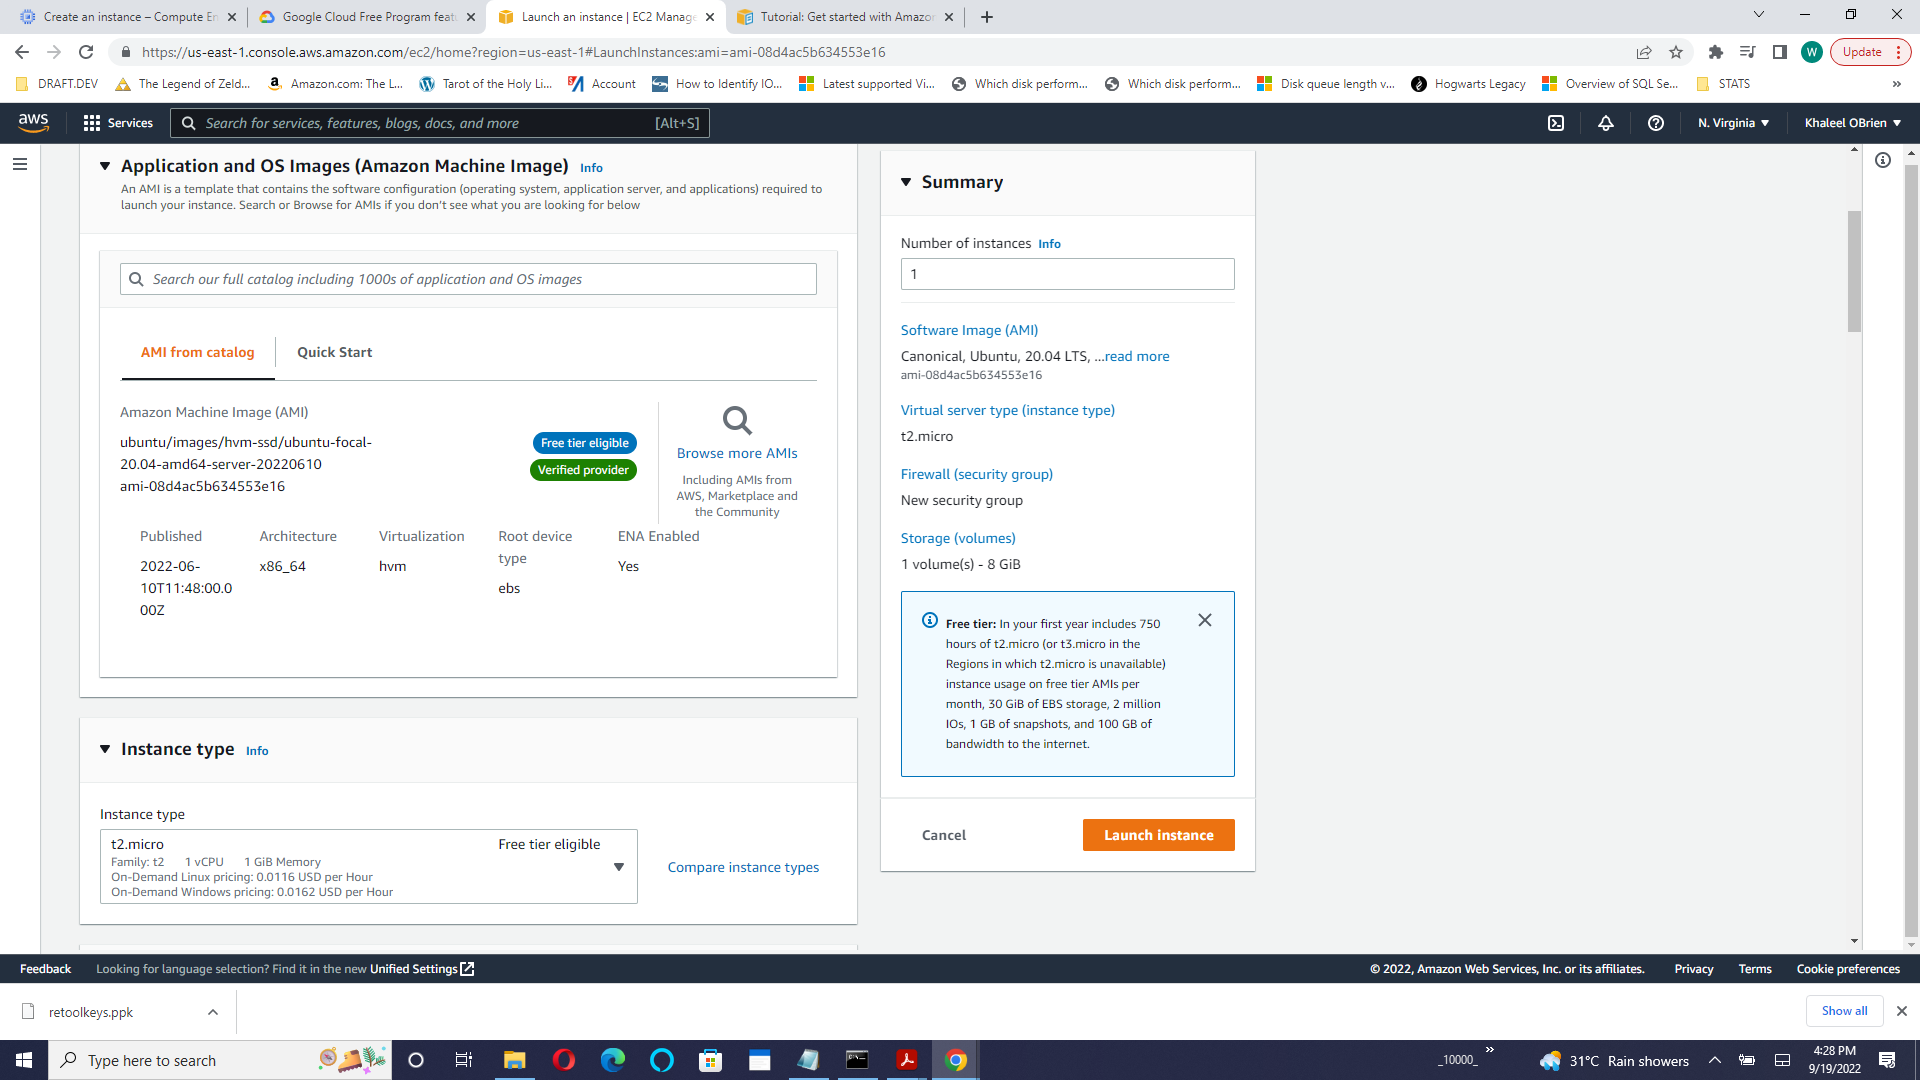 Create an instance – Compute En
Google Cloud Free Program feat
Launch an instance | EC2 Manage
Tutorial: Get started with Amazon
https://us-east-1.console.aws.amazon.com/ec2/home?region=us-east-1#LaunchInstances:ami=ami-08d4ac5b634553e16
W
Update
DRAFT.DEV
The Legend of Zeld...
Amazon.com: The L...
Tarot of the Holy Li...
Account
How to Identify IO...
Latest supported Vi...
Which disk perform...
Which disk perform...
Disk queue length v...
Hogwarts Legacy
Overview of SQL Se...
STATS
»
aws
Services
Search for services, features, blogs, docs, and more
[Alt+S]
N. Virginia
Khaleel OBrien
Application and OS Images (Amazon Machine Image) Info
An AMI is a template that contains the software configuration (operating system, application server, and applications) required to
launch your instance. Search or Browse for AMIs if you don't see what you are looking for below
Search our full catalog including 1000s of application and OS images
AMI from catalog
Quick Start
Amazon Machine Image (AMI)
ubuntu/images/hvm-ssd/ubuntu-focal-
20.04-amd64-server-20220610
ami-08d4ac5b634553e16
Free tier eligible
Verified provider
Browse more AMIs
Including AMIs from
AWS, Marketplace and
the Community
Published
2022-06-
10T11:48:00.0
00Z
Architecture
x86_64
Virtualization
hvm
Root device
type
ebs
ENA Enabled
Yes
Instance type Info
Instance type
t2.micro
Free tier eligible
Family: t2 1 vCPU 1 GiB Memory
On-Demand Linux pricing: 0.0116 USD per Hour
On-Demand Windows pricing: 0.0162 USD per Hour
Compare instance types
Summary
Number of instances Info
1
Software Image (AMI)
Canonical, Ubuntu, 20.04 LTS, ...read more
ami-08d4ac5b634553e16
Virtual server type (instance type)
t2.micro
Firewall (security group)
New security group
Storage (volumes)
1 volume(s) - 8 GiB
Free tier: In your first year includes 750
hours of t2.micro (or t3.micro in the
Regions in which t2.micro is unavailable)
instance usage on free tier AMIs per
month, 30 GiB of EBS storage, 2 million
IOs, 1 GB of snapshots, and 100 GB of
bandwidth to the internet.
Cancel
Launch instance
Feedback
Looking for language selection? Find it in the new Unified Settings
© 2022, Amazon Web Services, Inc. or its affiliates.
Privacy
Terms
Cookie preferences
retoolkeys.ppk
Show all
Type here to search
_10000_
»
31°C Rain showers
4:28 PM
9/19/2022